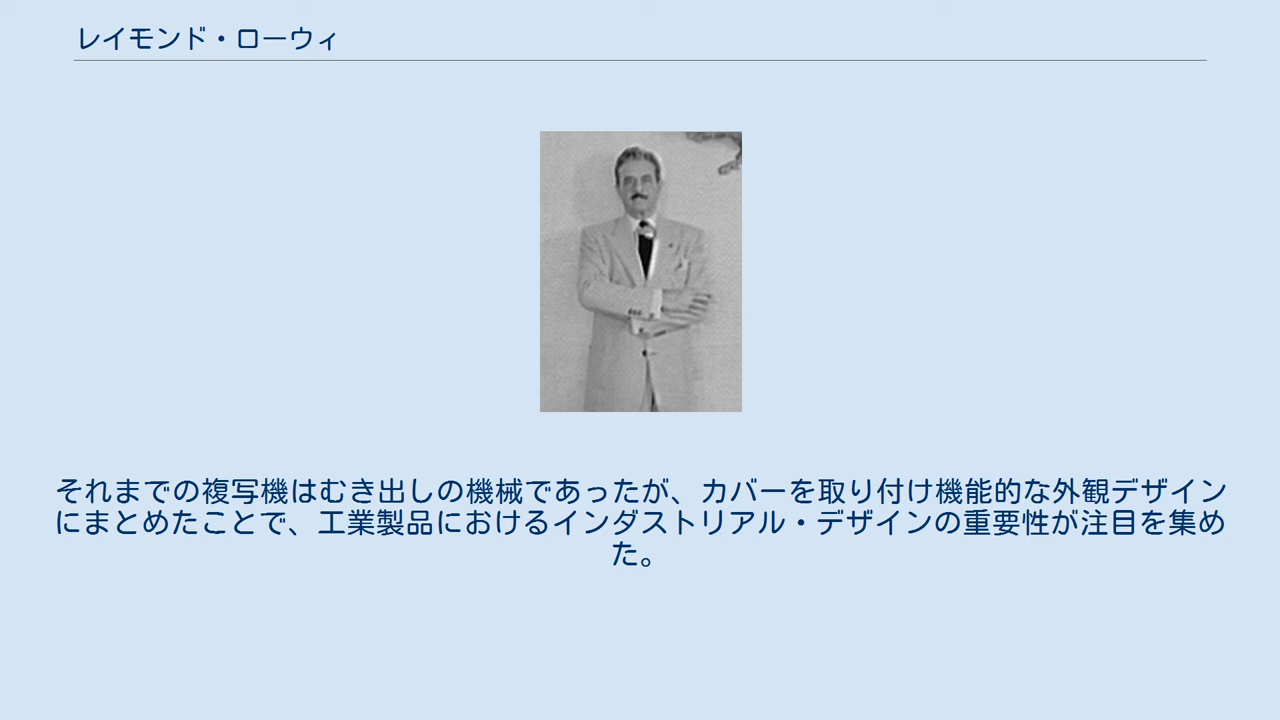 レイモンド・ローウィ
それまでの複写機はむき出しの機械であったが、カバーを取り付け機能的な外観デザイン
にまとめたことで、工業製品におけるインダストリアル・デザインの重要性が注目を集め
た。